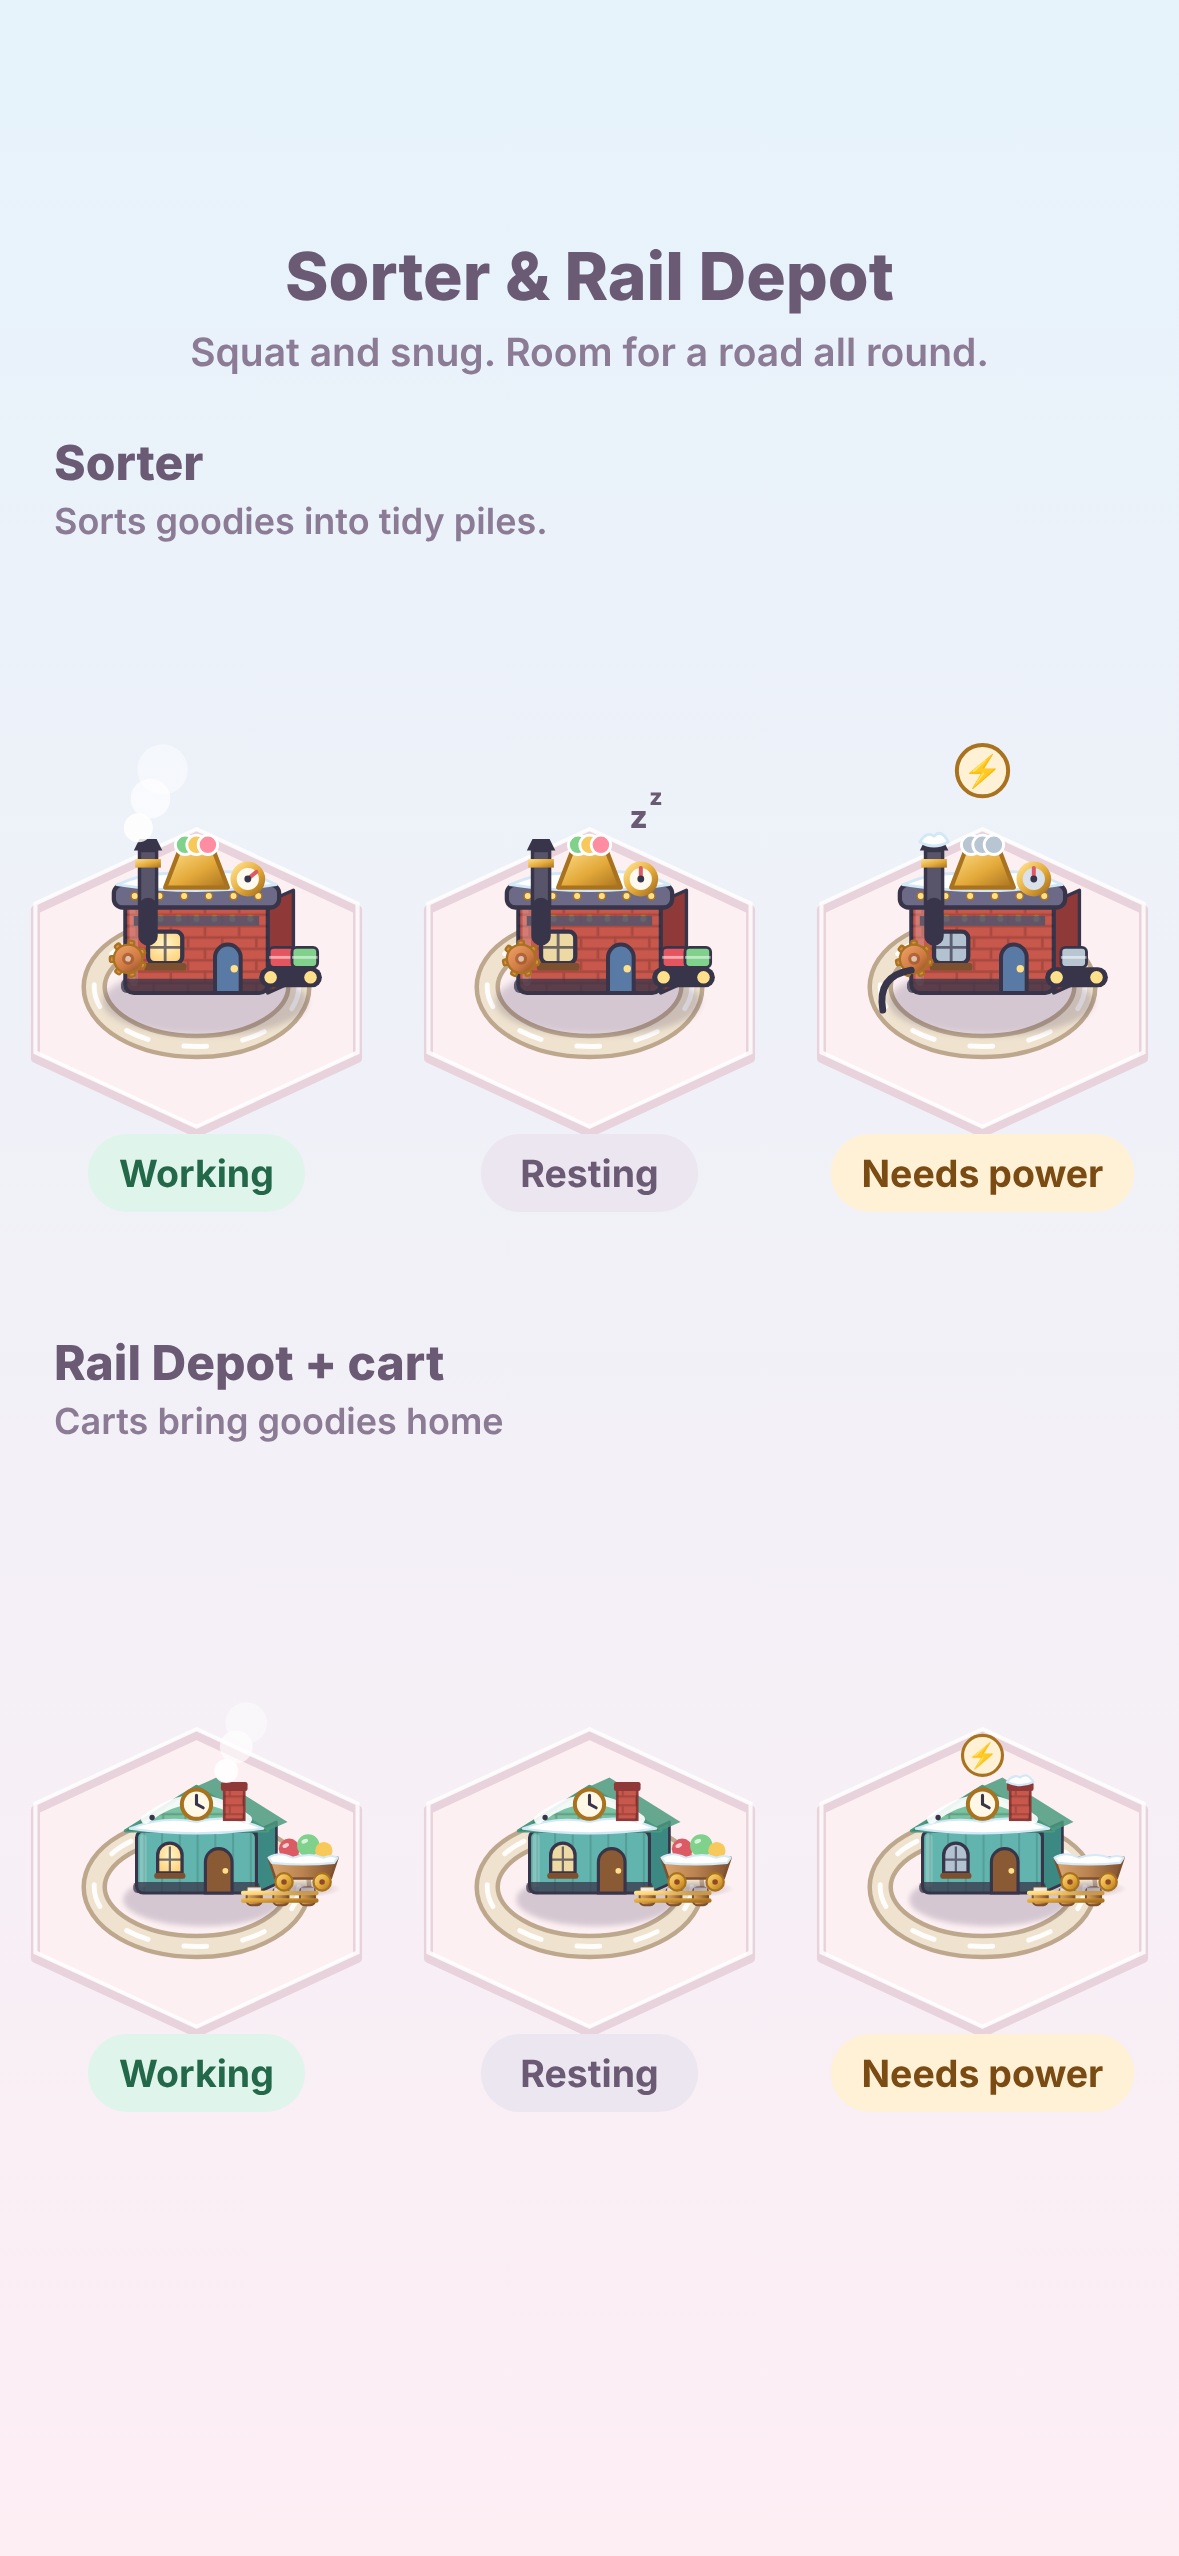 Sorter & Rail Depot
Squat and snug. Room for a road all round.
Sorter
Sorts goodies into tidy piles.
z z
Working
Resting
Needs power
Rail Depot + cart
Carts bring goodies home
Working
Resting
Needs power